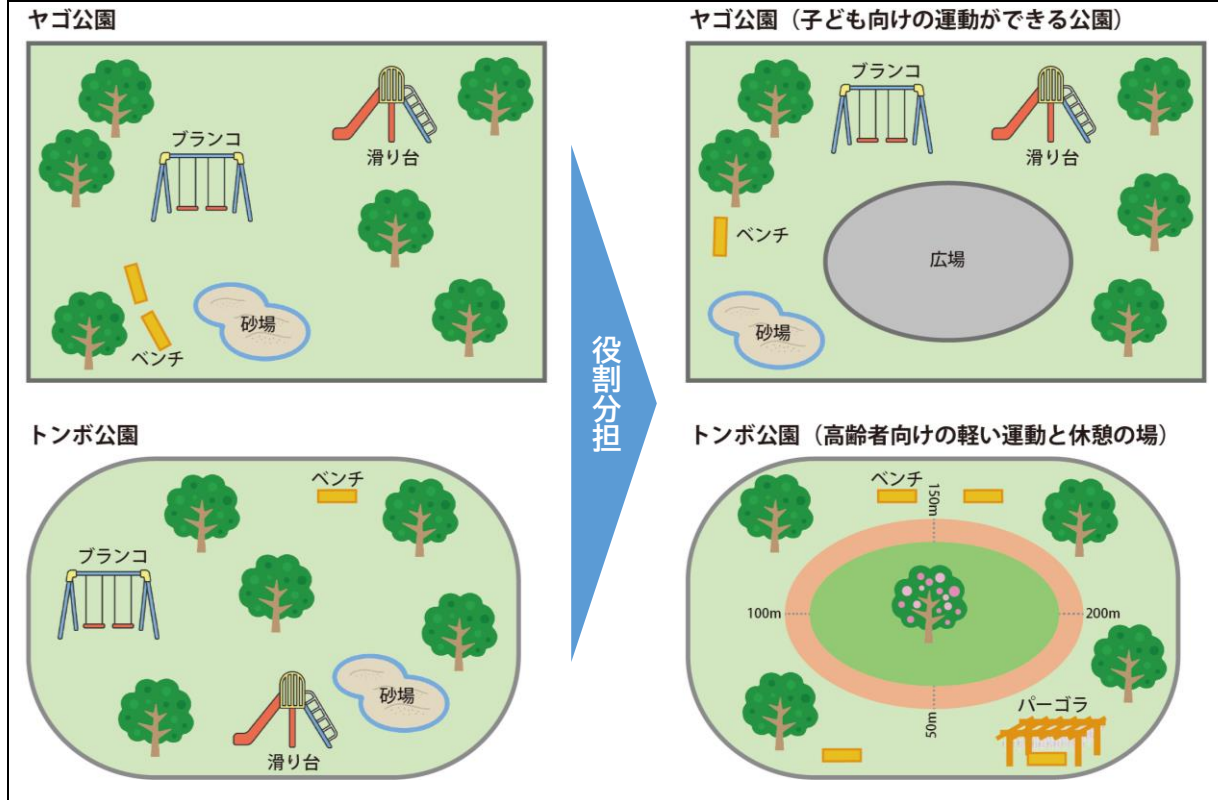 ヤゴ公園
ブランコ
滑り台
ベンチ
砂場
トンボ公園
ベンチ
ブランコ
砂場
滑り台
役割分担
ヤゴ公園（子ども向けの運動ができる公園）
ブランコ
滑り台
ベンチ
広場
砂場
トンボ公園（高齢者向けの軽い運動と休憩の場）
ベンチ
150m
100m
200m
50m
パーゴラ